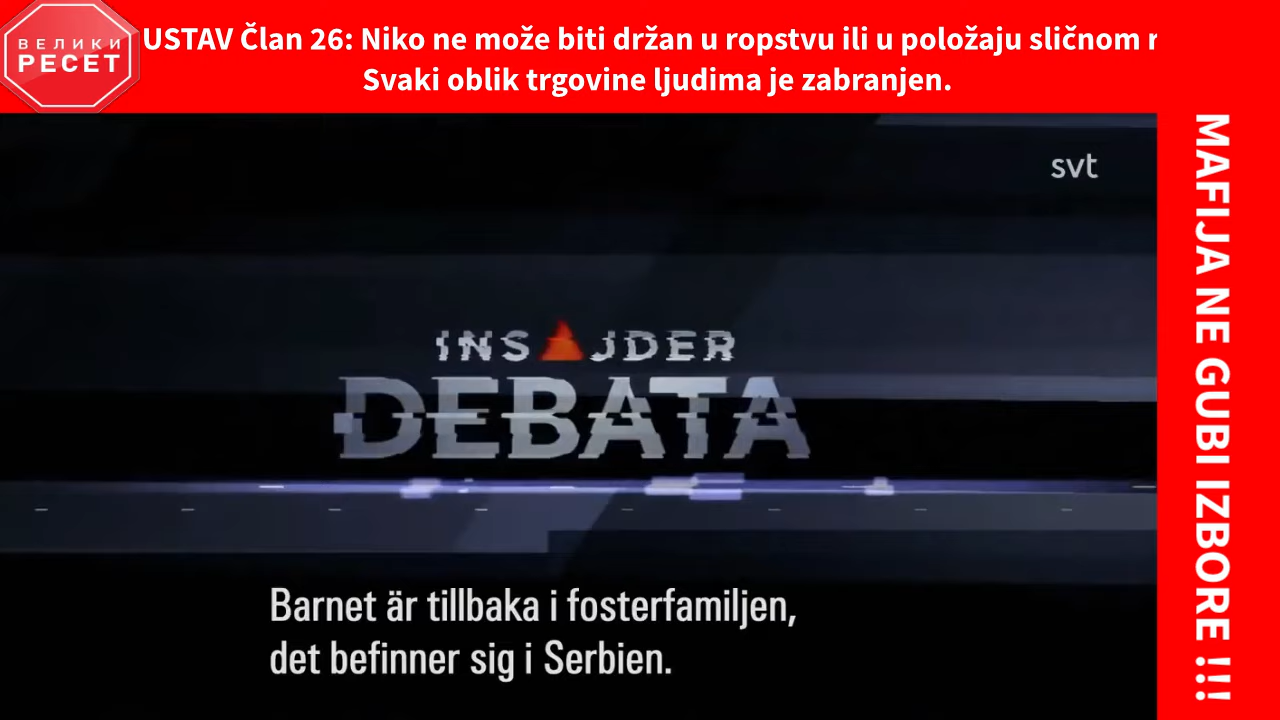 ВЕЛИКИ
РЕСЕТ
USTAV Član 26: Niko ne može biti držan u ropstvu ili u položaju sličnom
Svaki oblik trgovine ljudima je zabranjen.
svt
INSAJDER
DEBATA
Barnet är tillbaka i fosterfamiljen,
det befinner sig i Serbien.
MAFIJA NE GUBI IZBORE !!!